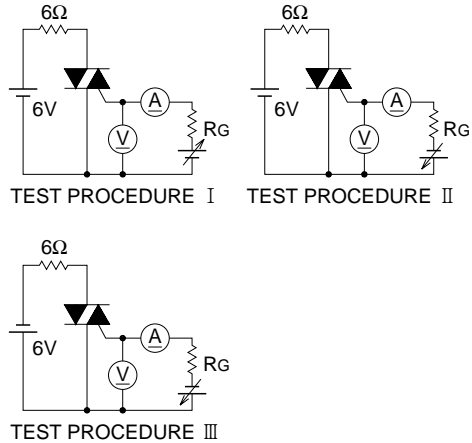 6Ω
6V
A
V
RG
TEST PROCEDURE Ⅰ
6Ω
6V
A
V
RG
TEST PROCEDURE Ⅱ
6Ω
6V
A
V
RG
TEST PROCEDURE Ⅲ